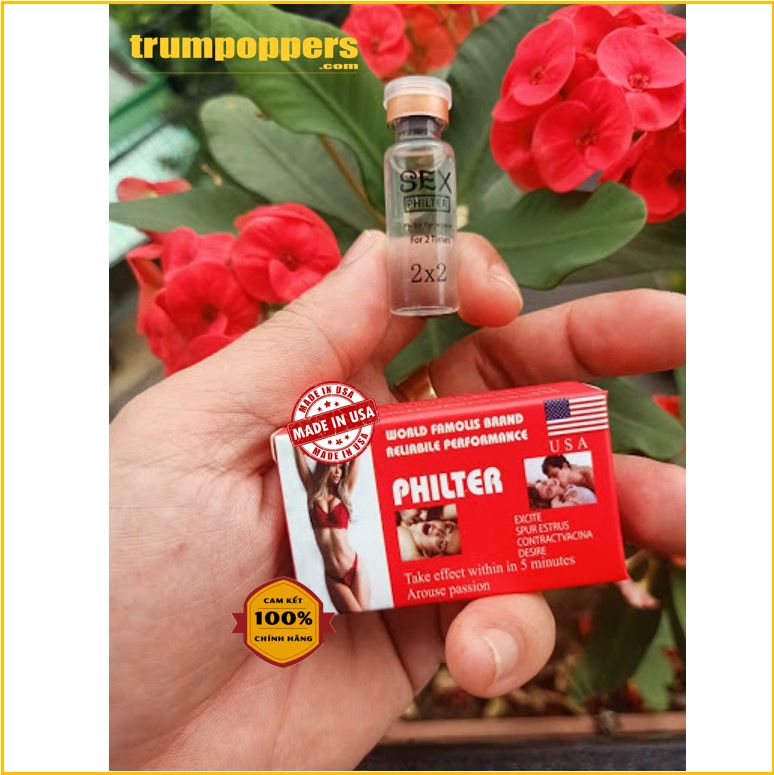 trumpoppers
.com
SEX
PHILTER
For 2 Times
2x2
MADE IN USA
MADE IN USA
MADE IN USA
WORLD FAMOLIS BRAND
RELIABILE PERFORMANCE
USA
PHILTER
EXCITE
SPUR ESTRUS
CONTRACTVACINA
DESIRE
Take effect within in 5 minutes
Arouse passion
CAM KẾT
100%
CHÍNH HÃNG